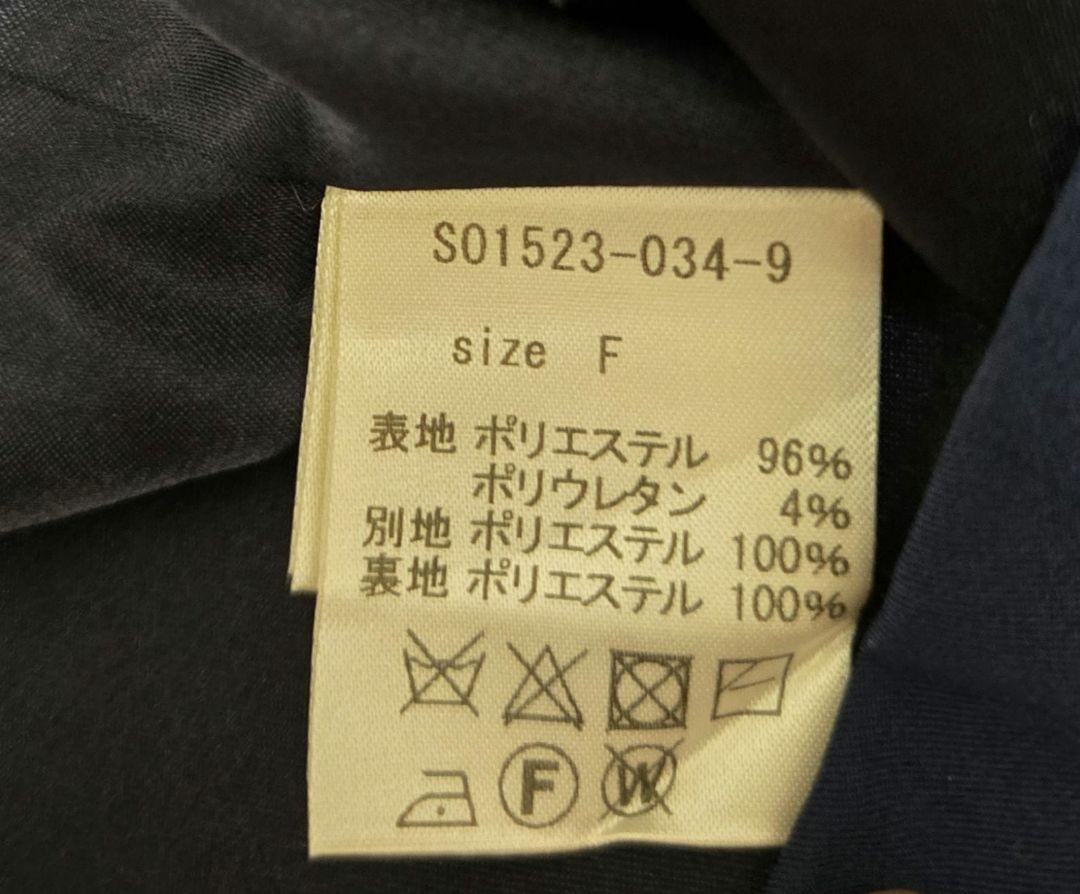 S01523-034-9
size F
表地 ポリエステル 96%
ポリウレタン 4%
別地 ポリエステル 100%
裏地 ポリエステル 100%
F W